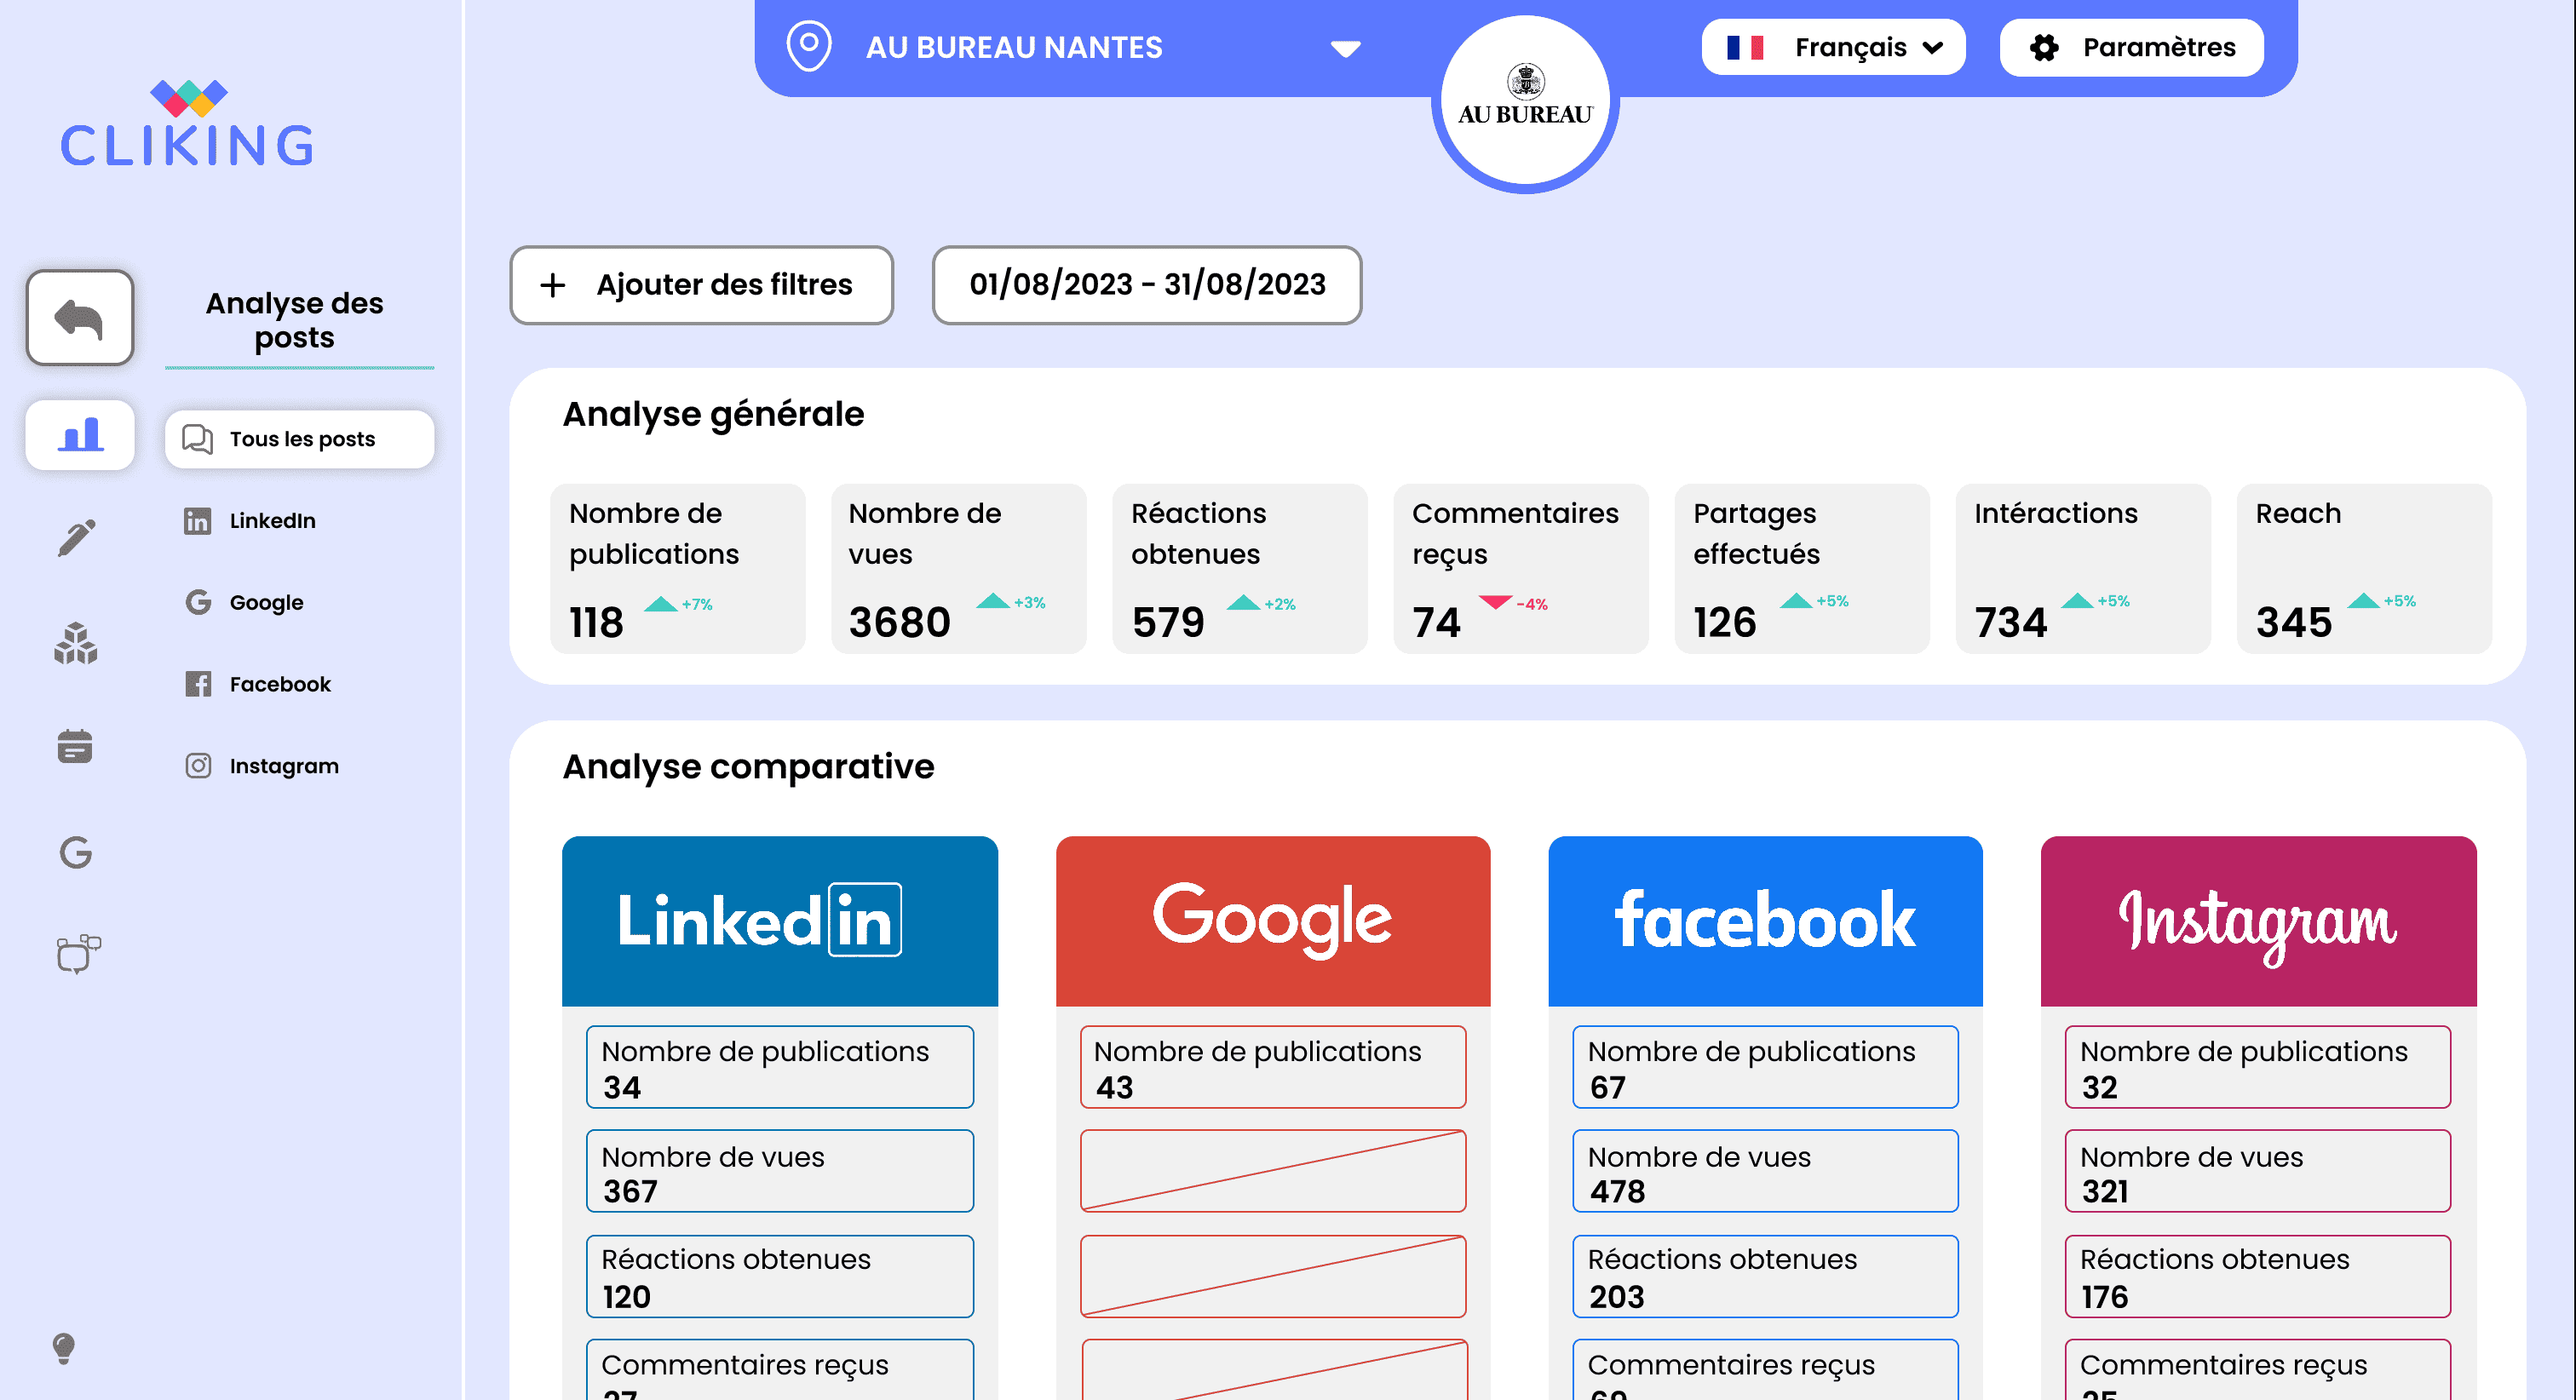 CLIKING
AU BUREAU NANTES
AU BUREAU
Français
Paramètres
Analyse des
posts
Tous les posts
LinkedIn
Google
Facebook
Instagram
+ Ajouter des filtres
01/08/2023 - 31/08/2023
Analyse générale
Nombre de
publications
118 +7%
Nombre de
vues
3680 +3%
Réactions
obtenues
579 +2%
Commentaires
reçus
74 -4%
Partages
effectués
126 +5%
Intéractions
734 +5%
Reach
345 +5%
Analyse comparative
Linked in
Nombre de publications
34
Nombre de vues
367
Réactions obtenues
120
Commentaires reçus
Google
Nombre de publications
43
facebook
Nombre de publications
67
Nombre de vues
478
Réactions obtenues
203
Commentaires reçus
Instagram
Nombre de publications
32
Nombre de vues
321
Réactions obtenues
176
Commentaires reçus